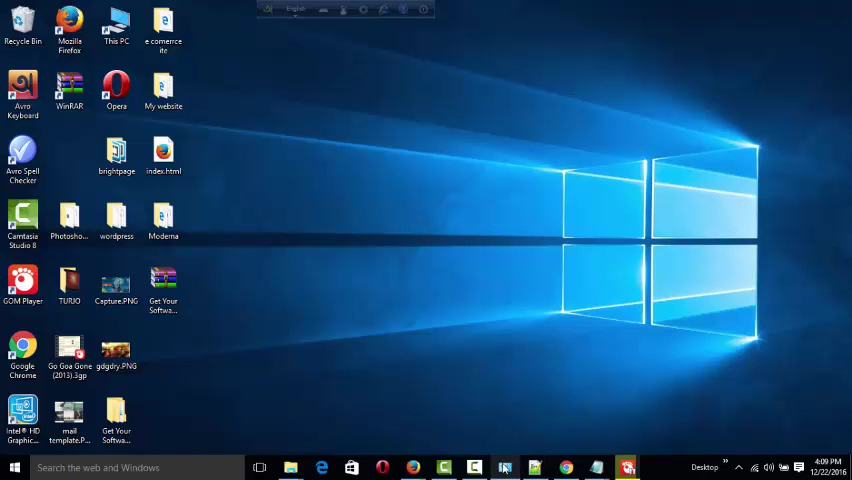 English
Recycle Bin
Mozilla
Firefox
This PC
e comerrce
ite
Avro
Keyboard
WinRAR
Opera
My website
Avro Spell
Checker
brightpage
index.html
Camtasia
Studio 8
Photosho...
wordpress
Moderna
GOM Player
TURJO
Capture.PNG
Get Your
Softwa...
Google
Chrome
Go Goa Gone
(2013).3gp
gdgdry.PNG
Intel® HD
Graphic...
mail
template.P...
Get Your
Softwa...
Search the web and Windows
Desktop
4:09 PM
12/22/2016